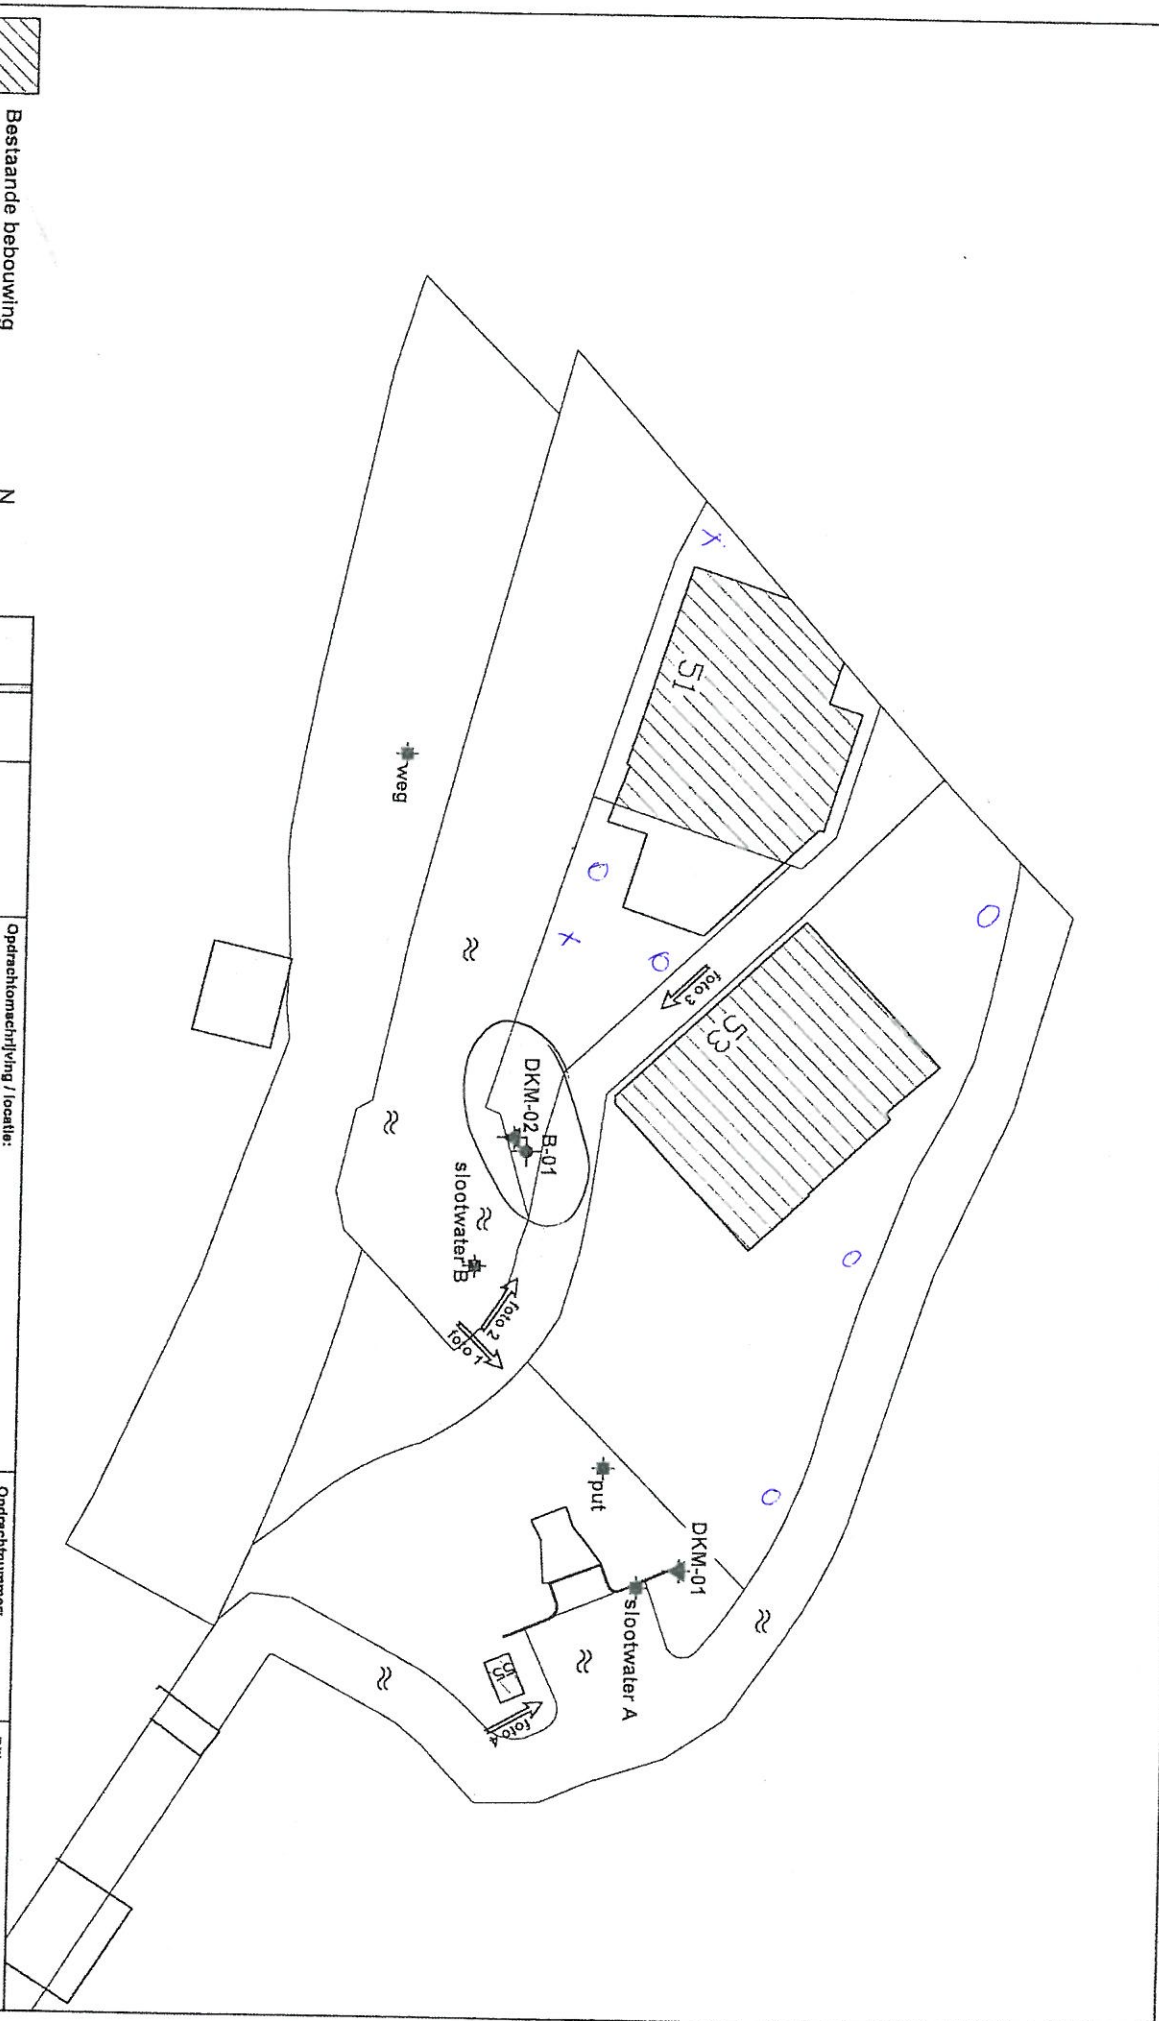 Bestaande bebouwing
N
51
53
weg
foto 3
DKM-02
B-01
slootwater B
foto 2
foto 1
put
DKM-01
slootwater A
55
foto 4
Opdrachtomschrijving / locatie: